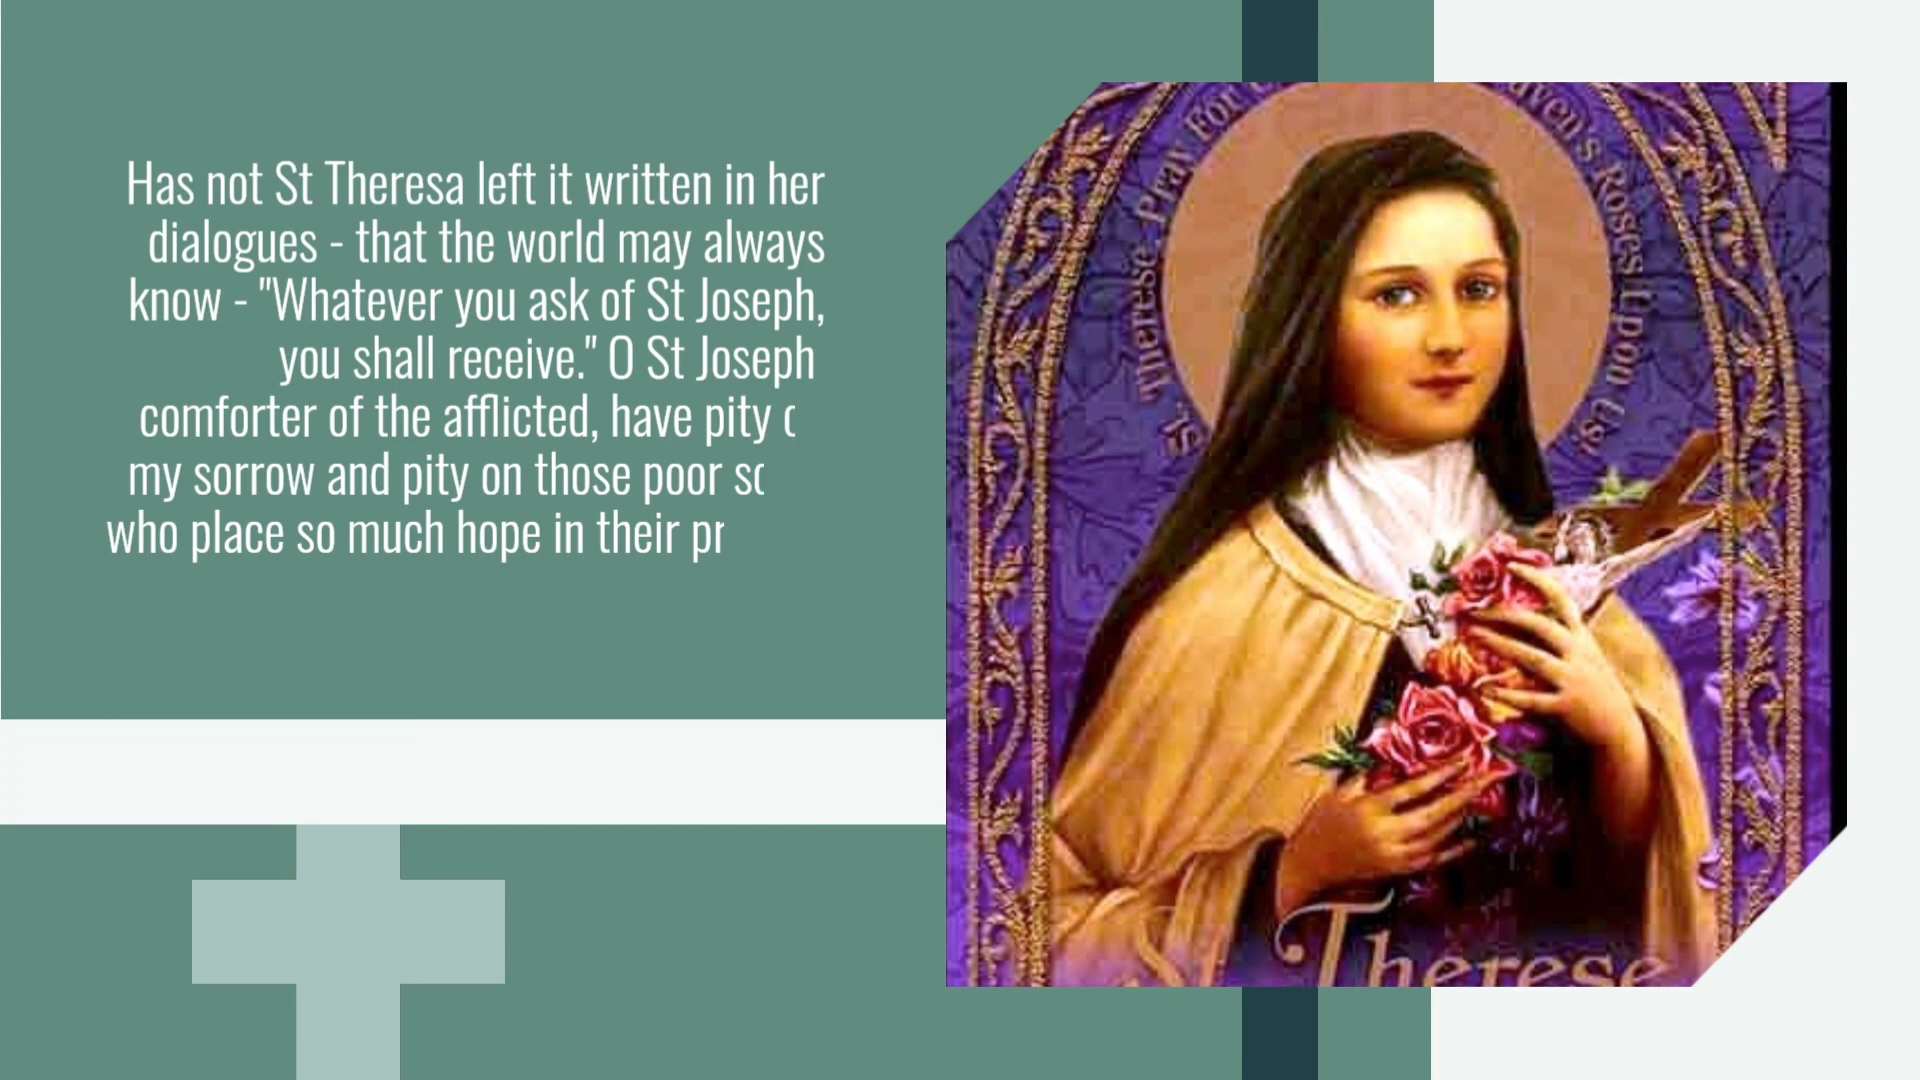 Has not St Theresa left it written in her
dialogues - that the world may always
know - "Whatever you ask of St Joseph,
you shall receive." O St Joseph
comforter of the afflicted, have pity
my sorrow and pity on those poor
who place so much hope in their
St. Therese, Pray For
Heaven's Roses Upon Us!
St Therese